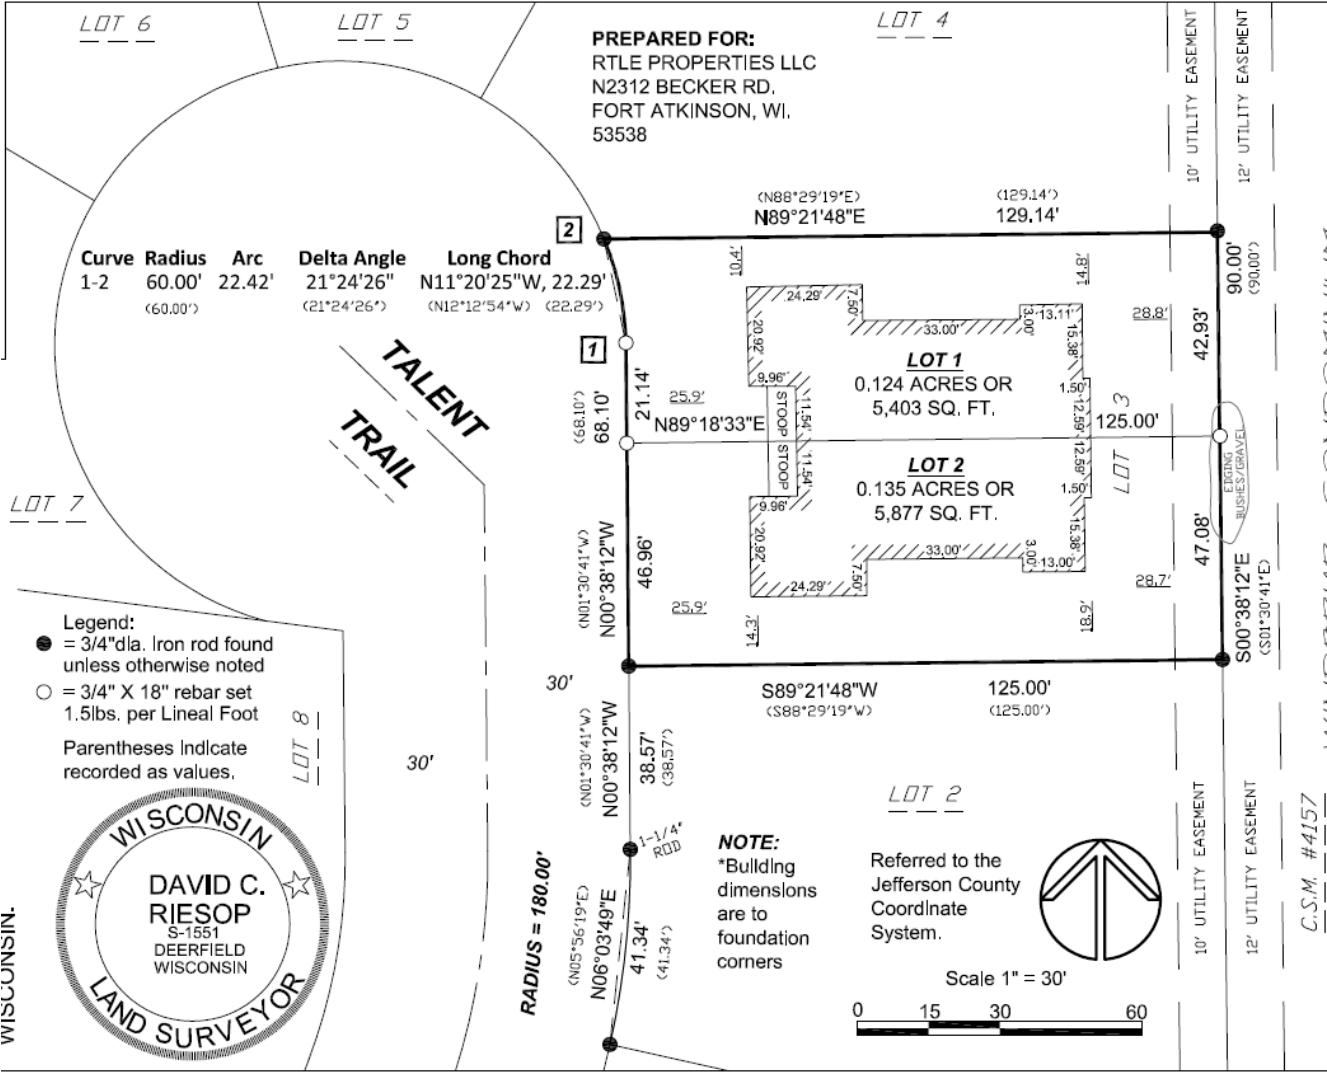 LOT 6
LOT 5
LOT 4
PREPARED FOR:
RTLE PROPERTIES LLC
N2312 BECKER RD.
FORT ATKINSON, WI.
53538
10' UTILITY EASEMENT
12' UTILITY EASEMENT
(N88°29'19"E)
(129.14')
N89°21'48"E
129.14'
2
Curve Radius Arc Delta Angle Long Chord
1-2 60.00' 22.42' 21°24'26" N11°20'25"W, 22.29'
(60.00') (21°24'26") (N12°12'54"W) (22.29')
1
10.4'
14.8'
90.00'
(90.00')
24.29'
7.50'
33.00'
3.00'
13.11'
28.8'
42.93'
20.92'
15.38'
LOT 1
0.124 ACRES OR
5,403 SQ. FT.
9.96'
1.50'
TALENT
TRAIL
(68.10')
68.10'
21.14'
25.9'
N89°18'33"E
STOOP
11.54'
12.59'
LOT 3
125.00'
STOOP
11.54'
12.59'
LOT 2
0.135 ACRES OR
5,877 SQ. FT.
EDGING
BUSHES/GRAVEL
9.96'
1.50'
LOT 7
(N01°30'41"W)
N00°38'12"W
46.96'
20.92'
24.29'
7.50'
33.00'
3.00'
13.00'
15.38'
47.08'
28.7'
S00°38'12"E
(S01°30'41"E)
25.9'
14.3'
18.9'
Legend:
= 3/4"dia. Iron rod found
unless otherwise noted
= 3/4" X 18" rebar set
1.5lbs. per Lineal Foot
Parentheses Indicate
recorded as values.
LOT 8
30'
30'
S89°21'48"W
125.00'
(S88°29'19"W)
(125.00')
(N01°30'41"W)
N00°38'12"W
38.57'
(38.57')
LOT 2
1-1/4"
ROD
WISCONSIN
DAVID C.
RIESOP
S-1551
DEERFIELD
WISCONSIN
LAND SURVEYOR
WISCONSIN.
RADIUS = 180.00'
(N05°56'19"E)
N06°03'49"E
41.34'
(41.34')
NOTE:
*Building
dimensions
are to
foundation
corners
Referred to the
Jefferson County
Coordinate
System.
Scale 1" = 30'
0 15 30 60
10' UTILITY EASEMENT
12' UTILITY EASEMENT
C.S.M. #4157